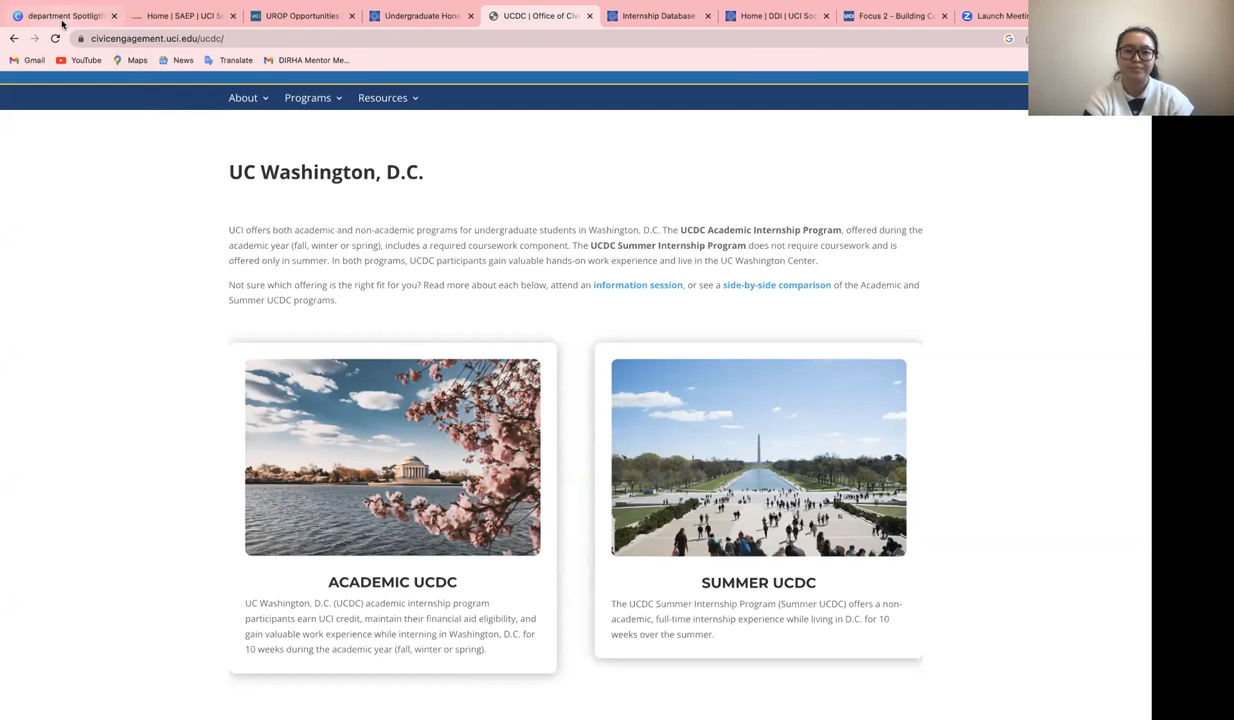 department Spotligth
Home | SAEP | UCI S
UROP Opportunities
Undergraduate Hono
UCDC | Office of Civi
Internship Database
Home | DDI | UCI Soc
Focus 2 - Building C
Launch Meetin
civicengagement.uci.edu/ucdc/
Gmail YouTube Maps News Translate DIRHA Mentor Me...
About Programs Resources
UC Washington, D.C.
UCI offers both academic and non-academic programs for undergraduate students in Washington, D.C. The UCDC Academic Internship Program, offered during the
academic year (fall, winter or spring), includes a required coursework component. The UCDC Summer Internship Program does not require coursework and is
offered only in summer. In both programs, UCDC participants gain valuable hands-on work experience and live in the UC Washington Center.
Not sure which offering is the right fit for you? Read more about each below, attend an information session, or see a side-by-side comparison of the Academic and
Summer UCDC programs.
ACADEMIC UCDC
UC Washington, D.C. (UCDC) academic internship program
participants earn UCI credit, maintain their financial aid eligibility, and
gain valuable work experience while interning in Washington, D.C. for
10 weeks during the academic year (fall, winter or spring).
SUMMER UCDC
The UCDC Summer Internship Program (Summer UCDC) offers a non-
academic, full-time internship experience while living in D.C. for 10
weeks over the summer.